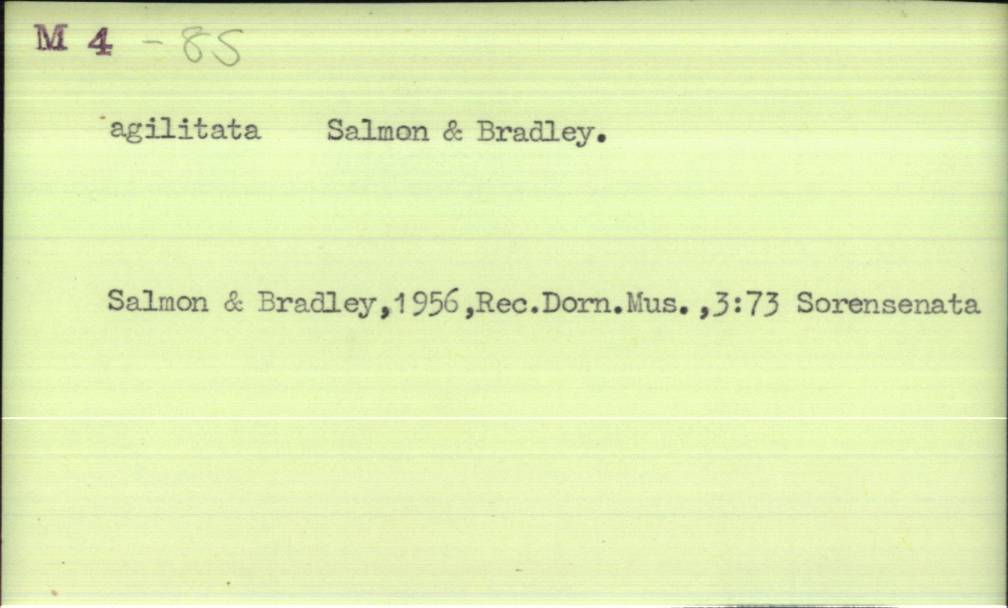 M 4 - 85
agilitata Salmon & Bradley.
Salmon & Bradley,1956,Rec.Dorn.Mus.,3:73 Sorensenata